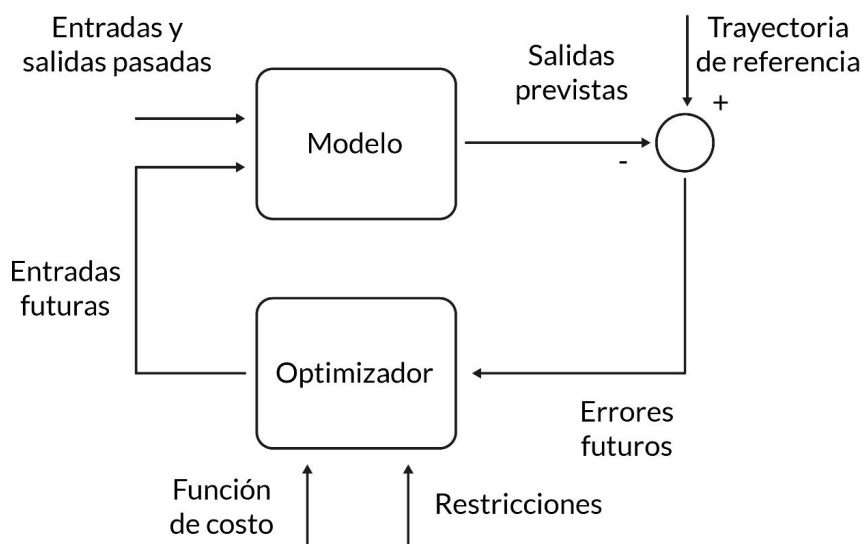 Entradas y
salidas pasadas
Modelo
Salidas
previstas
Trayectoria
de referencia
+
-
Entradas
futuras
Optimizador
Errores
futuros
Función
de costo
Restricciones